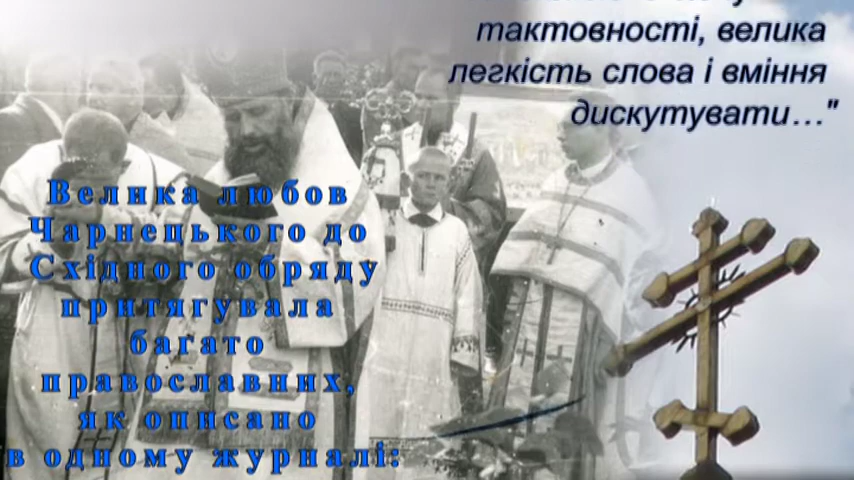 тактовності, велика
легкість слова і вміння
дискутувати…"
Велика любов
Чарнецького до
Східного обряду
притягувала
багато
православних,
як описано
в одному журналі: